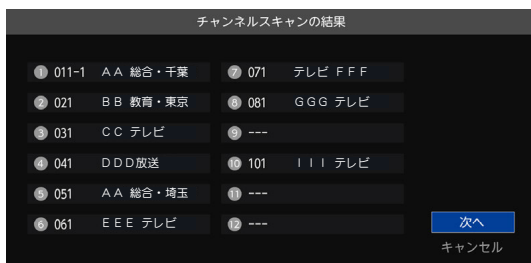 チャンネルスキャンの結果
① 011-1 ＡＡ 総合・千葉
② 021 ＢＢ 教育・東京
③ 031 ＣＣ テレビ
④ 041 ＤＤＤ放送
⑤ 051 ＡＡ 総合・埼玉
⑥ 061 ＥＥＥ テレビ
⑦ 071 テレビ ＦＦＦ
⑧ 081 ＧＧＧ テレビ
⑨ ---
⑩ 101 ＩＩＩ テレビ
⑪ ---
⑫ ---
次へ
キャンセル